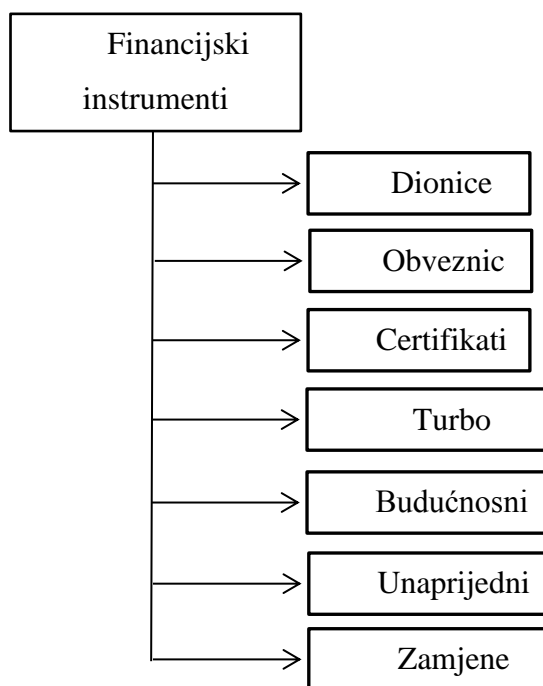 Financijski
instrumenti
Dionice
Obveznic
Certifikati
Turbo
Budućnosni
Unaprijedni
Zamjene